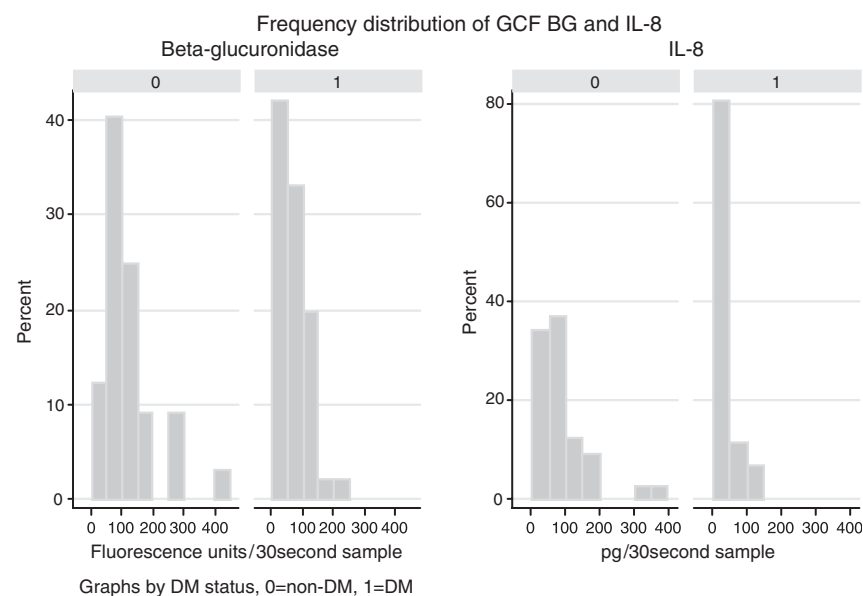 Frequency distribution of GCF BG and IL-8
Beta-glucuronidase
IL-8
0 1
0 1
Percent
40
30
20
10
0
0 100 200 300 400
0 100 200 300 400
Fluorescence units/30second sample
Percent
80
60
40
20
0
0 100 200 300 400
0 100 200 300 400
pg/30second sample
Graphs by DM status, 0=non-DM, 1=DM